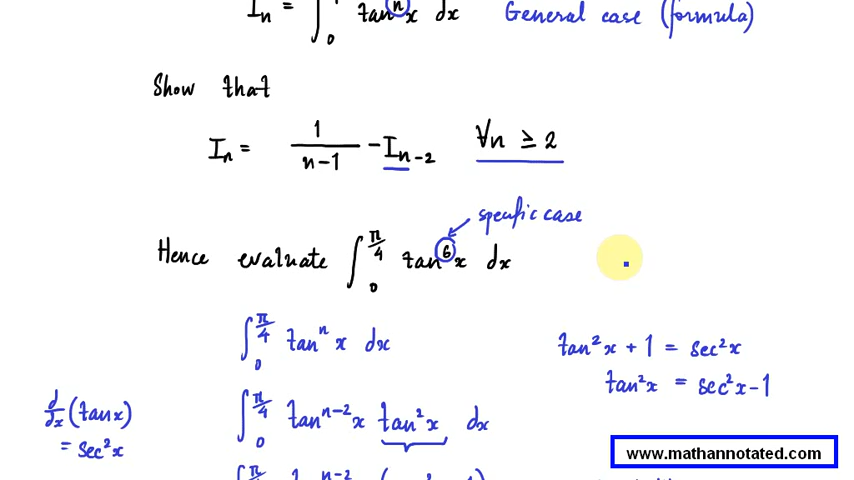 Iₙ = ∫₀ tanⁿx dx General case (formula)
Show that
Iₙ = 1/(n-1) - Iₙ₋₂ ∀n ≥ 2
specific case
Hence evaluate ∫₀^(π/4) tan⁶x dx
∫₀^(π/4) tanⁿ x dx
tan²x + 1 = sec²x
tan²x = sec²x - 1
d/dx (tan x)
= sec²x
∫₀^(π/4) tanⁿ⁻²x tan²x dx
www.mathannotated.com